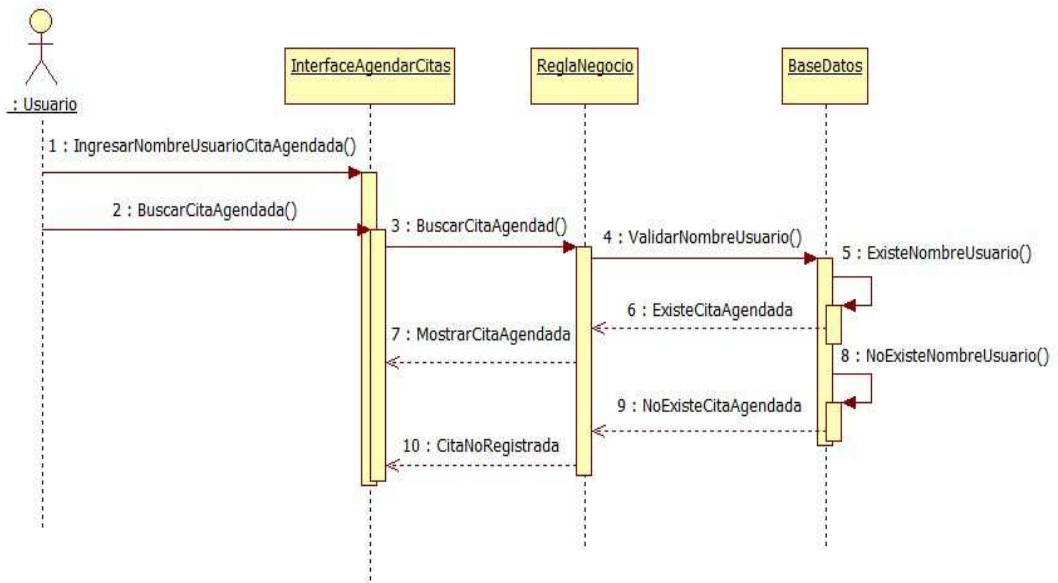 : Usuario
InterfaceAgendarCitas
ReglaNegocio
BaseDatos
1 : IngresarNombreUsuarioCitaAgendada()
2 : BuscarCitaAgendada()
3 : BuscarCitaAgendad()
4 : ValidarNombreUsuario()
5 : ExisteNombreUsuario()
6 : ExisteCitaAgendada
7 : MostrarCitaAgendada
8 : NoExisteNombreUsuario()
9 : NoExisteCitaAgendada
10 : CitaNoRegistrada